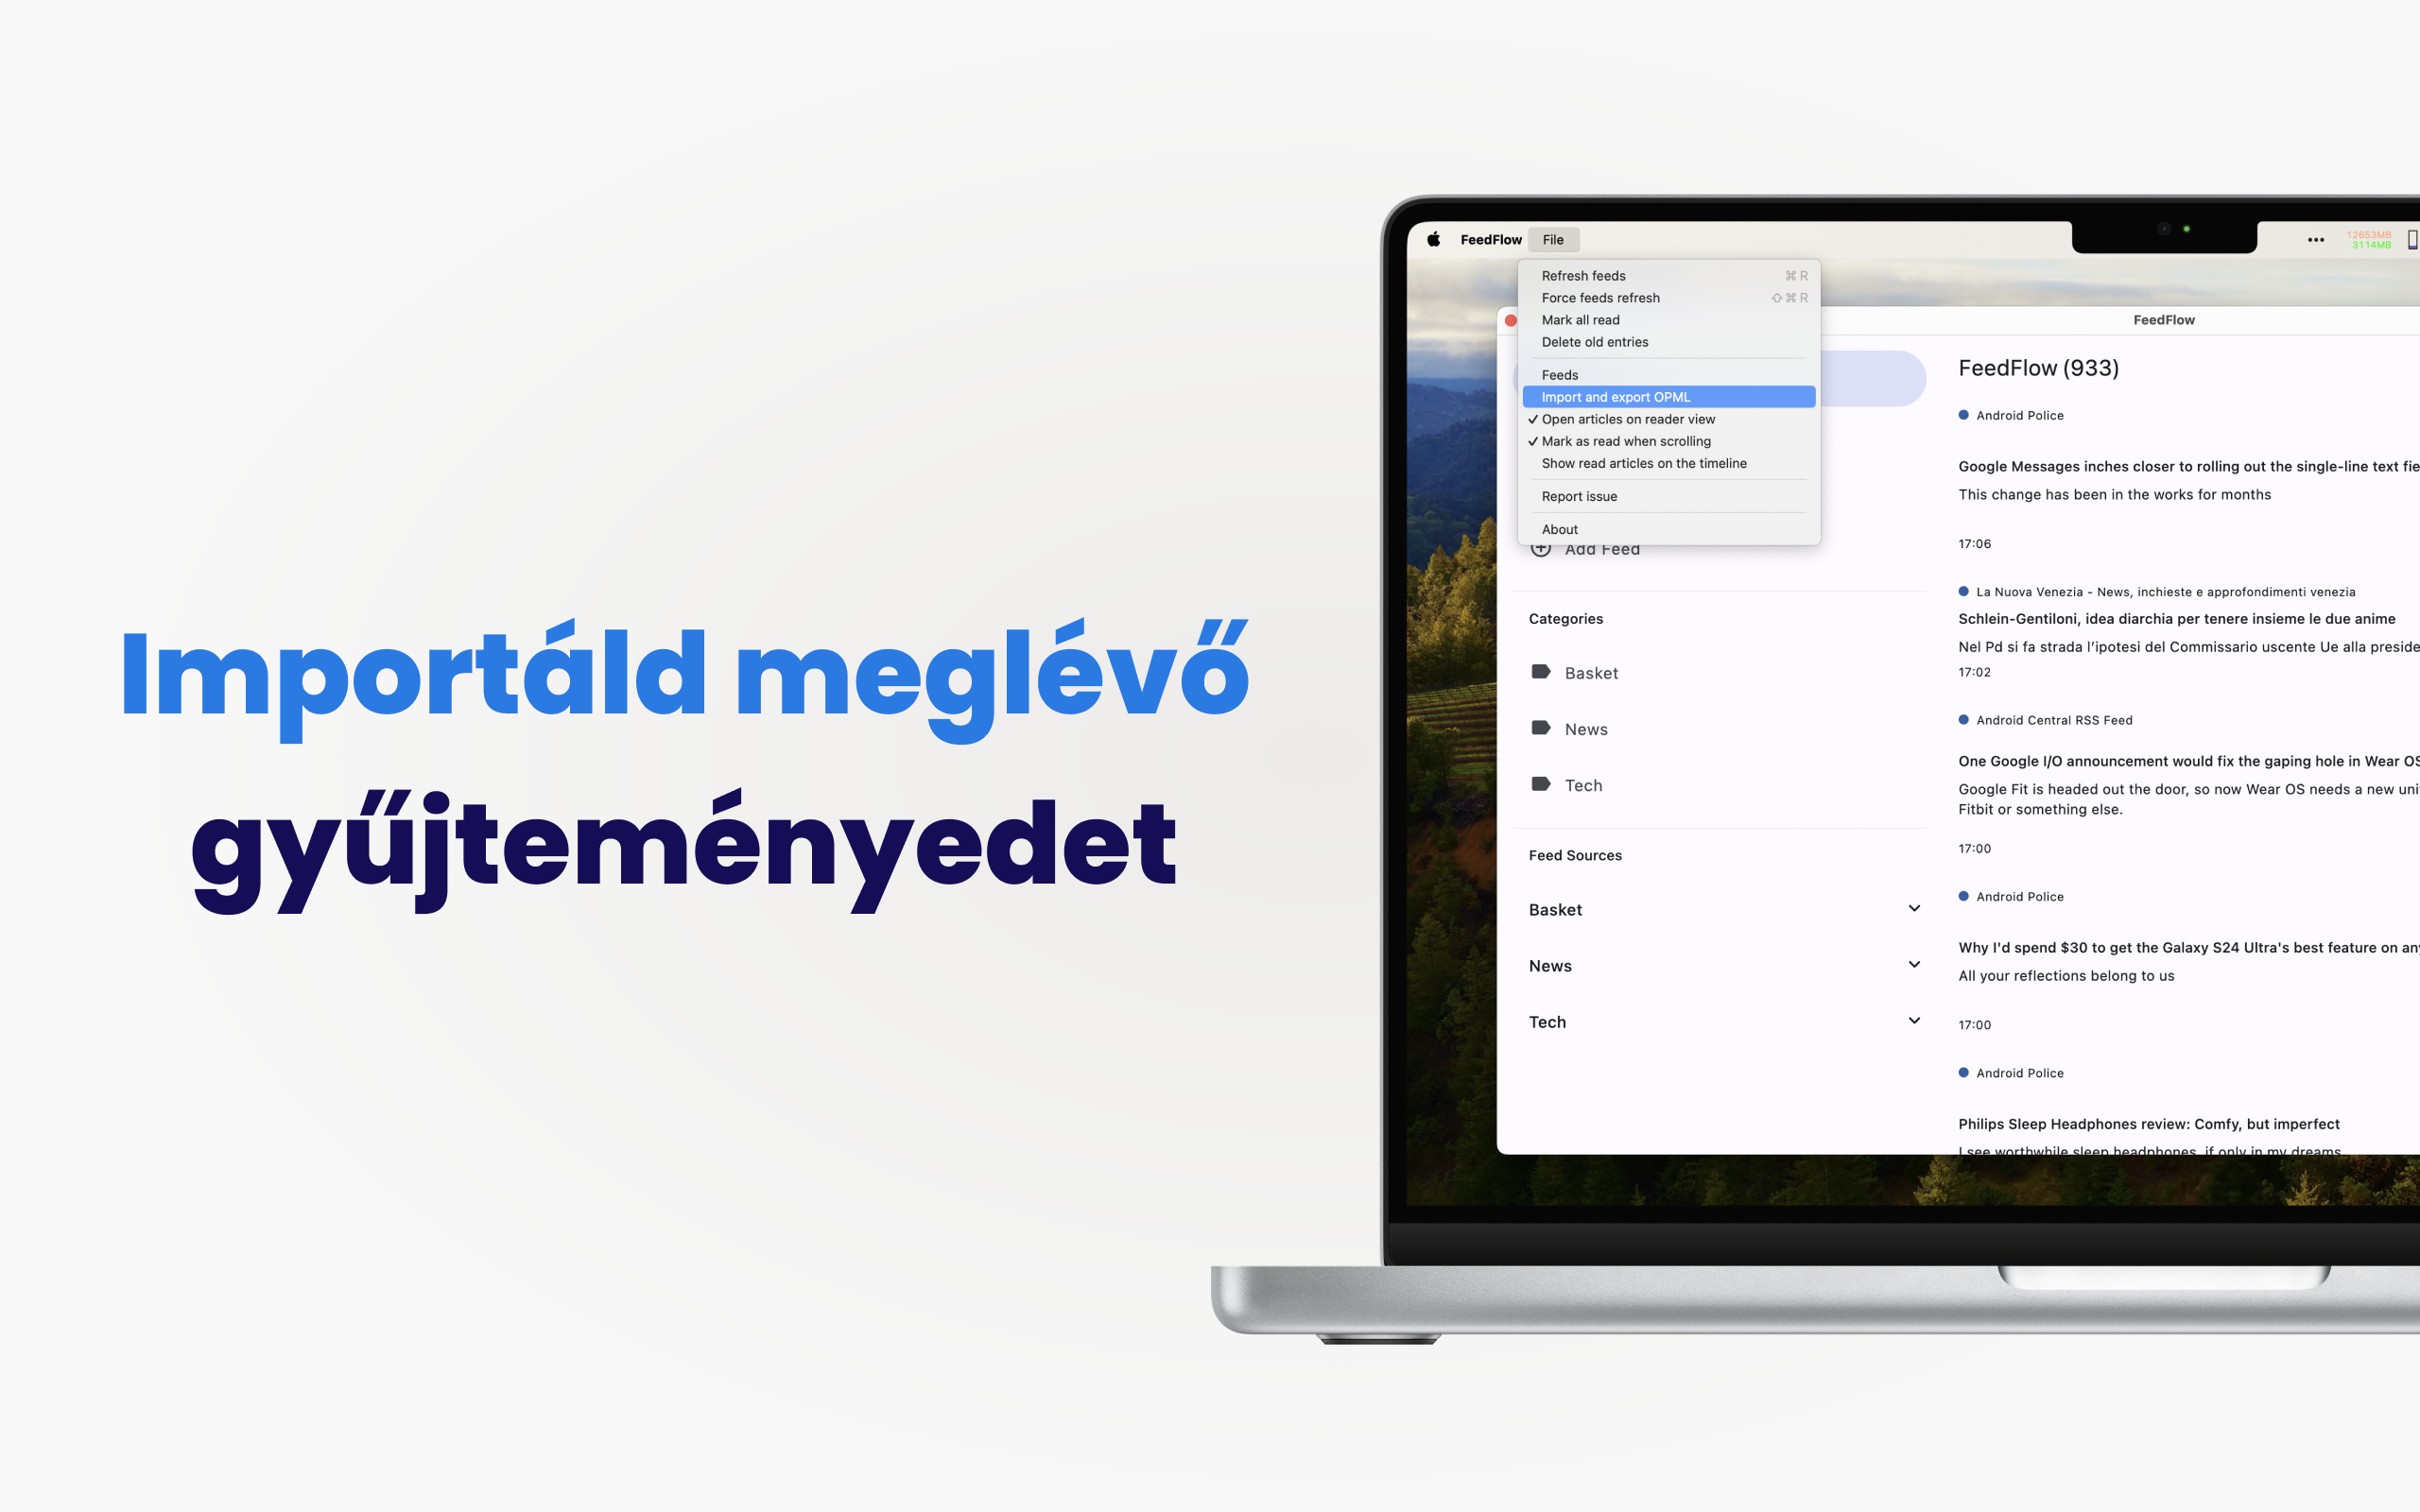 Importáld meglévő
gyűjteményedet
FeedFlow File
12653MB
3114MB
Refresh feeds ⌘ R
Force feeds refresh ⇧ ⌘ R
Mark all read
Delete old entries
Feeds
Import and export OPML
✓ Open articles on reader view
✓ Mark as read when scrolling
Show read articles on the timeline
Report issue
About
Add Feed
Categories
Basket
News
Tech
Feed Sources
Basket
News
Tech
FeedFlow
FeedFlow (933)
Android Police
Google Messages inches closer to rolling out the single-line text fie
This change has been in the works for months
17:06
La Nuova Venezia - News, inchieste e approfondimenti venezia
Schlein-Gentiloni, idea diarchia per tenere insieme le due anime
Nel Pd si fa strada l’ipotesi del Commissario uscente Ue alla preside
17:02
Android Central RSS Feed
One Google I/O announcement would fix the gaping hole in Wear OS
Google Fit is headed out the door, so now Wear OS needs a new uni
Fitbit or something else.
17:00
Android Police
Why I'd spend $30 to get the Galaxy S24 Ultra's best feature on any
All your reflections belong to us
17:00
Android Police
Philips Sleep Headphones review: Comfy, but imperfect
I see worthwhile sleep headphones, if only in my dreams